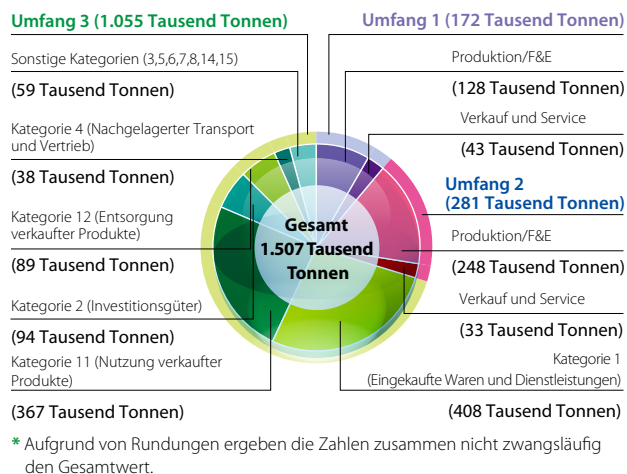 Umfang 3 (1.055 Tausend Tonnen)
Sonstige Kategorien (3,5,6,7,8,14,15)
(59 Tausend Tonnen)
Kategorie 4 (Nachgelagerter Transport
und Vertrieb)
(38 Tausend Tonnen)
Kategorie 12 (Entsorgung
verkaufter Produkte)
(89 Tausend Tonnen)
Kategorie 2 (Investitionsgüter)
(94 Tausend Tonnen)
Kategorie 11 (Nutzung verkaufter
Produkte)
(367 Tausend Tonnen)
Gesamt
1.507 Tausend
Tonnen
Umfang 1 (172 Tausend Tonnen)
Produktion/F&E
(128 Tausend Tonnen)
Verkauf und Service
(43 Tausend Tonnen)
Umfang 2
(281 Tausend Tonnen)
Produktion/F&E
(248 Tausend Tonnen)
Verkauf und Service
(33 Tausend Tonnen)
Kategorie 1
(Eingekaufte Waren und Dienstleistungen)
(408 Tausend Tonnen)
* Aufgrund von Rundungen ergeben die Zahlen zusammen nicht zwangsläufig
den Gesamtwert.